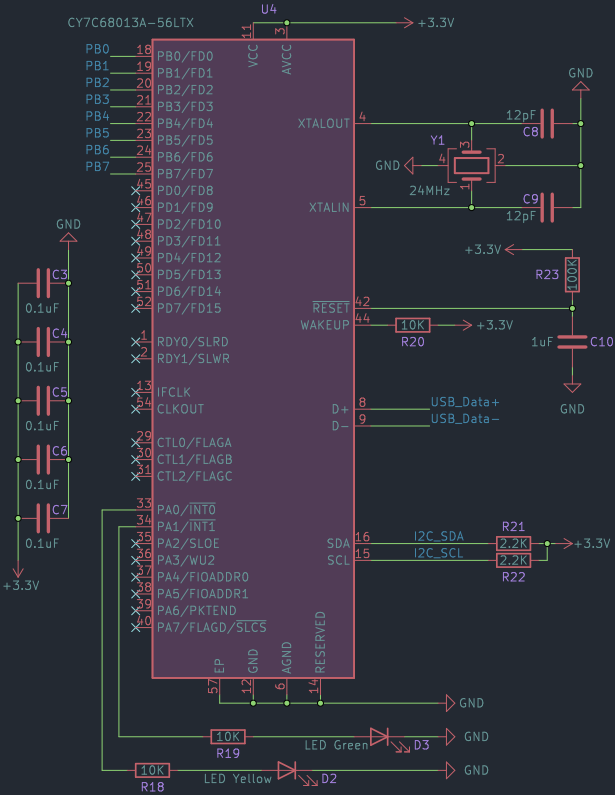 CY7C68013A-56LTX
U4
11
3
VCC
AVCC
+3.3V
PB0
18
PB0/FD0
PB1
19
PB1/FD1
PB2
20
PB2/FD2
PB3
21
PB3/FD3
PB4
22
PB4/FD4
PB5
23
PB5/FD5
PB6
24
PB6/FD6
PB7
25
PB7/FD7
45
PD0/FD8
46
PD1/FD9
47
PD2/FD10
48
PD3/FD11
49
PD4/FD12
50
PD5/FD13
51
PD6/FD14
52
PD7/FD15
1
RDY0/SLRD
2
RDY1/SLWR
13
IFCLK
54
CLKOUT
29
CTL0/FLAGA
30
CTL1/FLAGB
31
CTL2/FLAGC
33
PA0/INT0
34
PA1/INT1
35
PA2/SLOE
36
PA3/WU2
37
PA4/FIOADDR0
38
PA5/FIOADDR1
39
PA6/PKTEND
40
PA7/FLAGD/SLCS
XTALOUT
4
XTALIN
5
RESET
42
WAKEUP
44
D+
8
USB_Data+
D-
9
USB_Data-
SDA
16
I2C_SDA
SCL
15
I2C_SCL
EP
GND
AGND
RESERVED
57
12
6
14
GND
GND
12pF
C8
Y1
3
GND
4
2
1
24MHz
C9
12pF
+3.3V
R23
100K
10K
R20
+3.3V
1uF
C10
GND
R21
2.2K
2.2K
R22
+3.3V
GND
C3
0.1uF
C4
0.1uF
C5
0.1uF
C6
0.1uF
C7
0.1uF
+3.3V
10K
R19
LED Green
D3
GND
10K
R18
LED Yellow
D2
GND